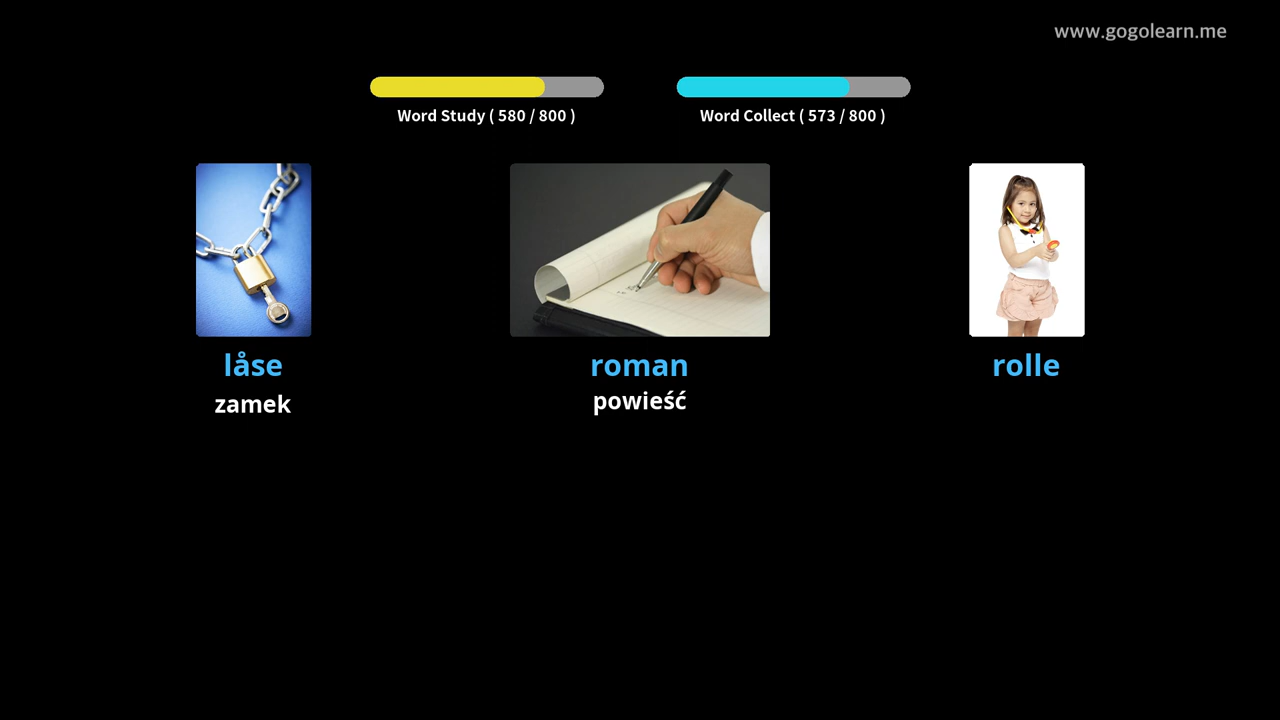 www.gogolearn.me
Word Study ( 580 / 800 )
Word Collect ( 573 / 800 )
låse
roman
rolle
zamek
powieść